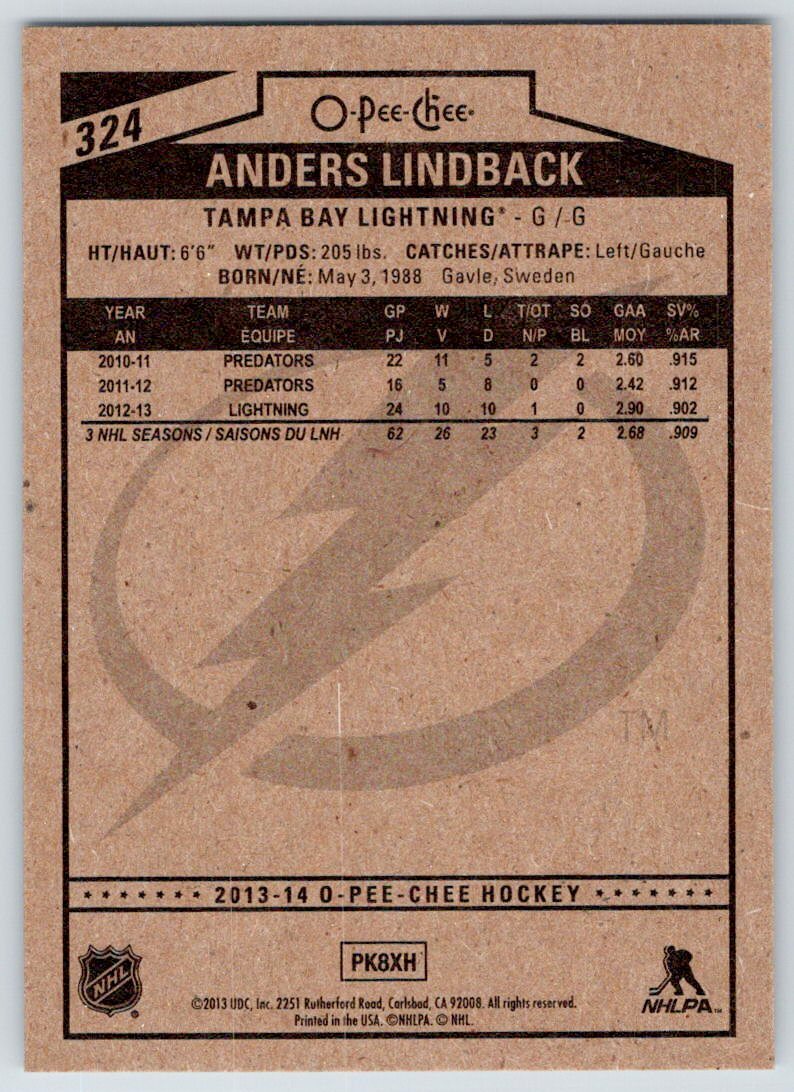 324
O-Pee-Chee
ANDERS LINDBACK
TAMPA BAY LIGHTNING® - G / G
HT/HAUT: 6'6" WT/PDS: 205 lbs. CATCHES/ATTRAPE: Left/Gauche
BORN/NÉ: May 3, 1988 Gavle, Sweden
YEAR TEAM GP W L T/OT SO GAA SV%
AN ÉQUIPE PJ V D N/P BL MOY %AR
2010-11 PREDATORS 22 11 5 2 2 2.60 .915
2011-12 PREDATORS 16 5 8 0 0 2.42 .912
2012-13 LIGHTNING 24 10 10 1 0 2.90 .902
3 NHL SEASONS / SAISONS DU LNH 62 26 23 3 2 2.68 .909
TM
2013-14 O-PEE-CHEE HOCKEY
NHL
PK8XH
©2013 UDC, Inc. 2251 Rutherford Road, Carlsbad, CA 92008. All rights reserved.
Printed in the USA. ©NHLPA. © NHL.
NHLPA™